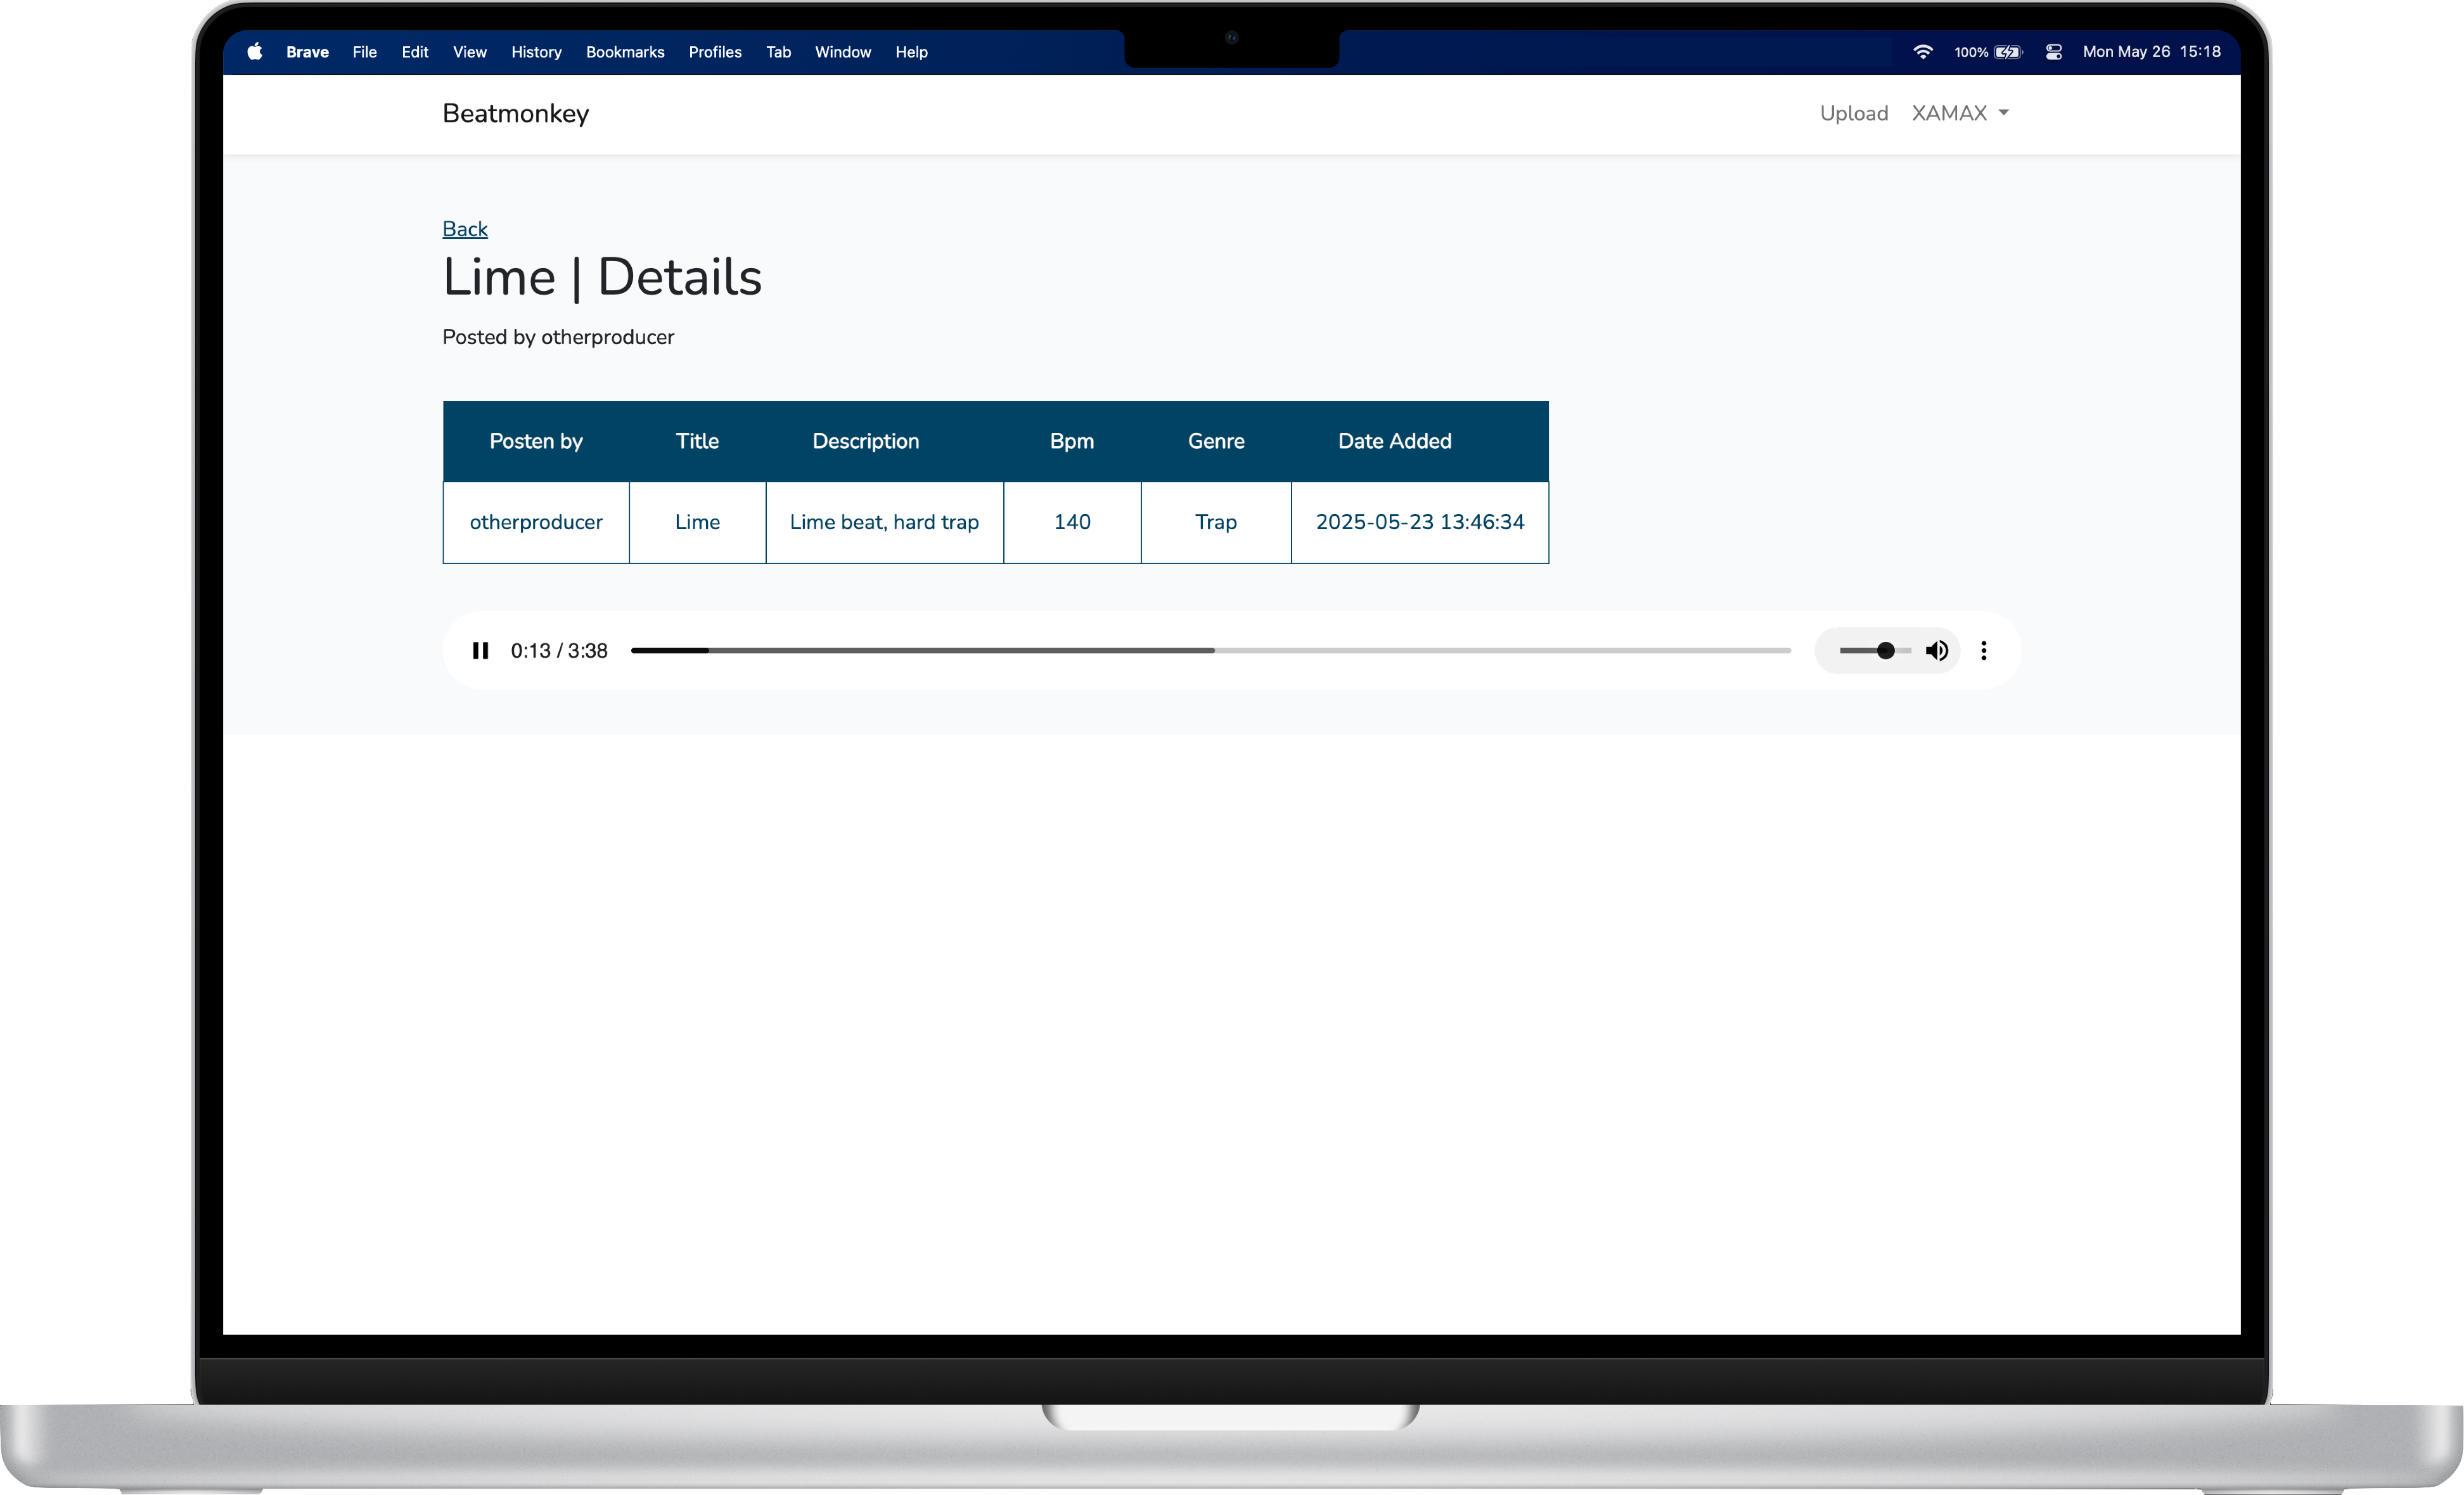 Brave File Edit View History Bookmarks Profiles Tab Window Help 100% Mon May 26 15:18
Beatmonkey Upload XAMAX
Back
Lime | Details
Posted by otherproducer
Posten by Title Description Bpm Genre Date Added
otherproducer Lime Lime beat, hard trap 140 Trap 2025-05-23 13:46:34
0:13 / 3:38